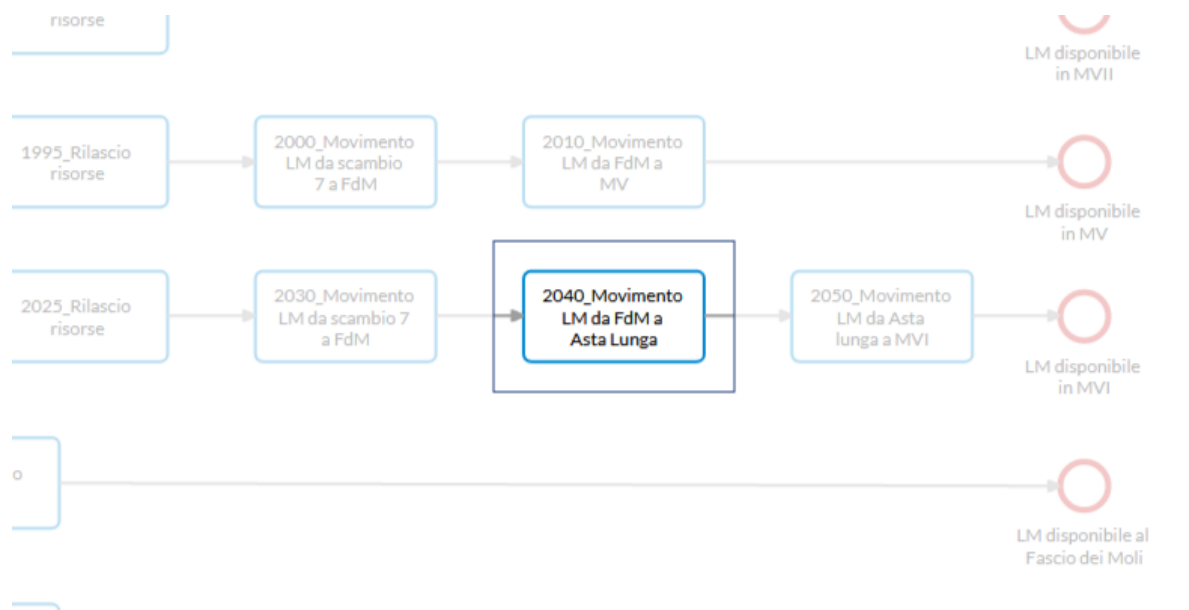 risorse
LM disponibile
in MVII
1995_Rilascio
risorse
2000_Movimento
LM da scambio
7 a FdM
2010_Movimento
LM da FdM a
MV
LM disponibile
in MV
2025_Rilascio
risorse
2030_Movimento
LM da scambio 7
a FdM
2040_Movimento
LM da FdM a
Asta Lunga
2050_Movimento
LM da Asta
lunga a MVI
LM disponibile
in MVI
o
LM disponibile al
Fascio dei Moli